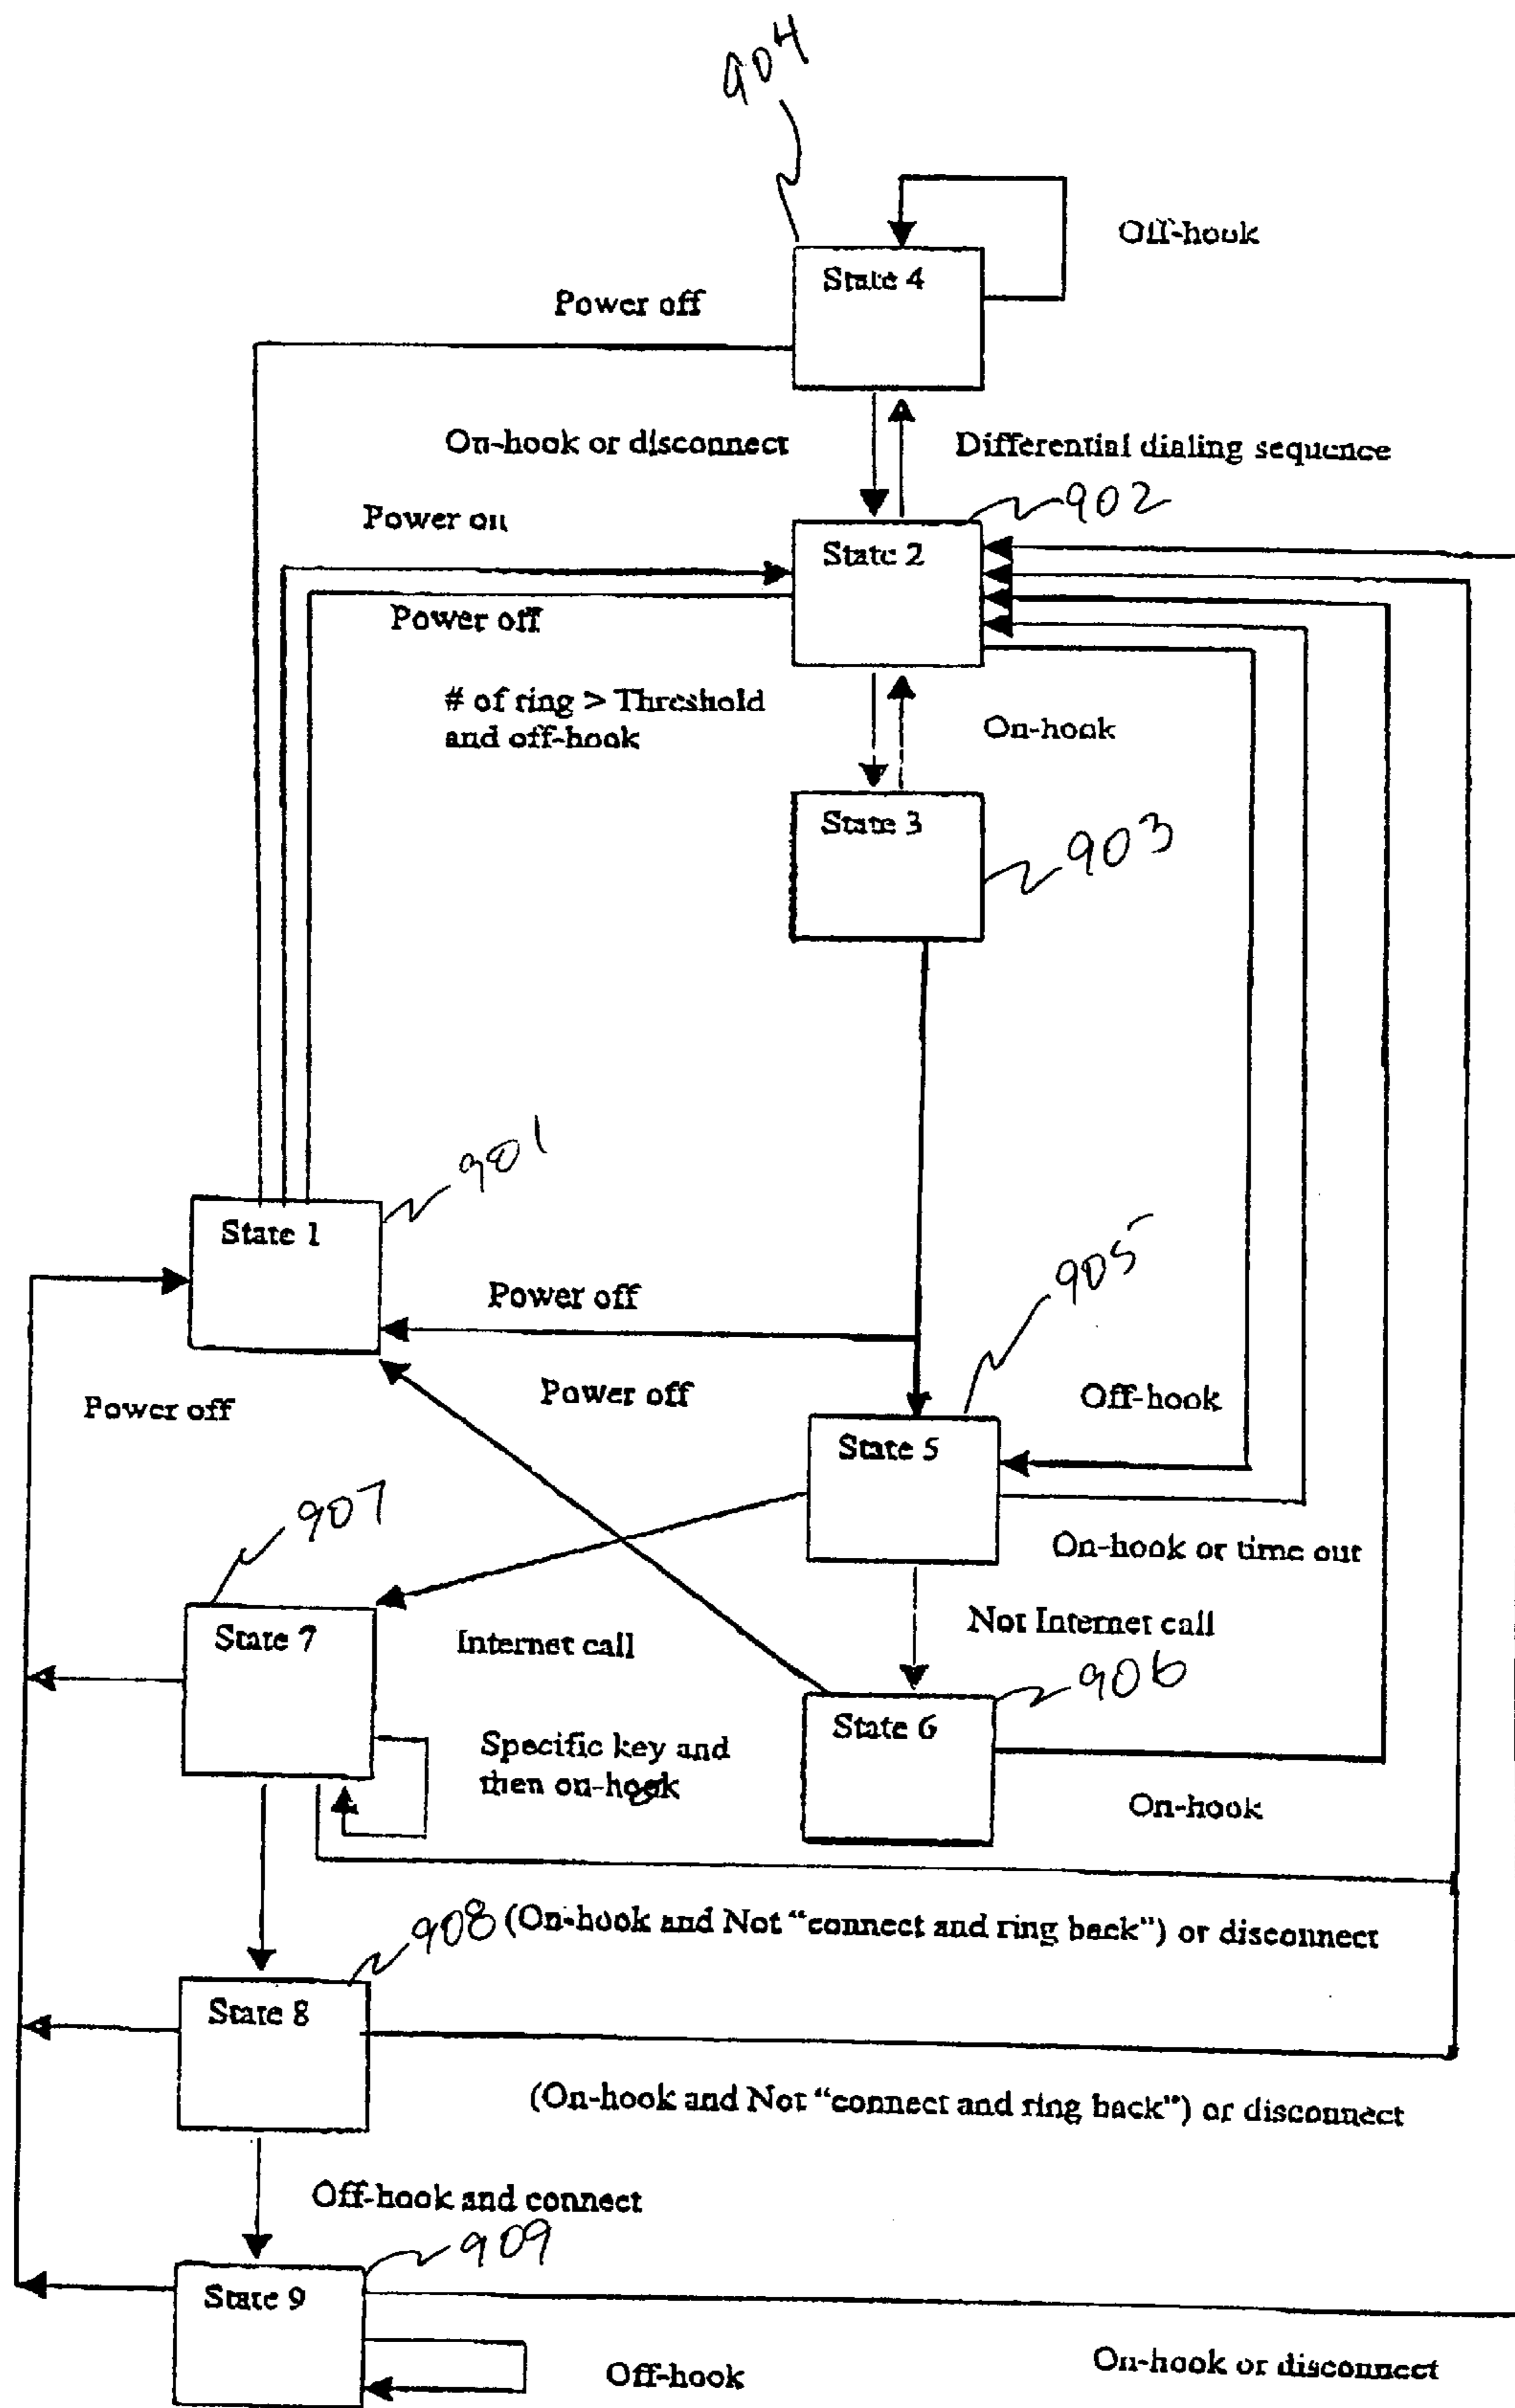 904
Off-hook
State 4
Power off
On-hook or disconnect
Differential dialing sequence
902
Power on
State 2
Power off
# of ring > Threshold
and off-hook
On-hook
State 3
903
901
State 1
905
Power off
Power off
Off-hook
Power off
State 5
907
On-hook or time out
Not Internet call
State 7
Internet call
906
State 6
Specific key and
then on-hook
On-hook
908
(On-hook and Not "connect and ring back") or disconnect
State 8
(On-hook and Not "connect and ring back") or disconnect
Off-hook and connect
909
State 9
On-hook or disconnect
Off-hook